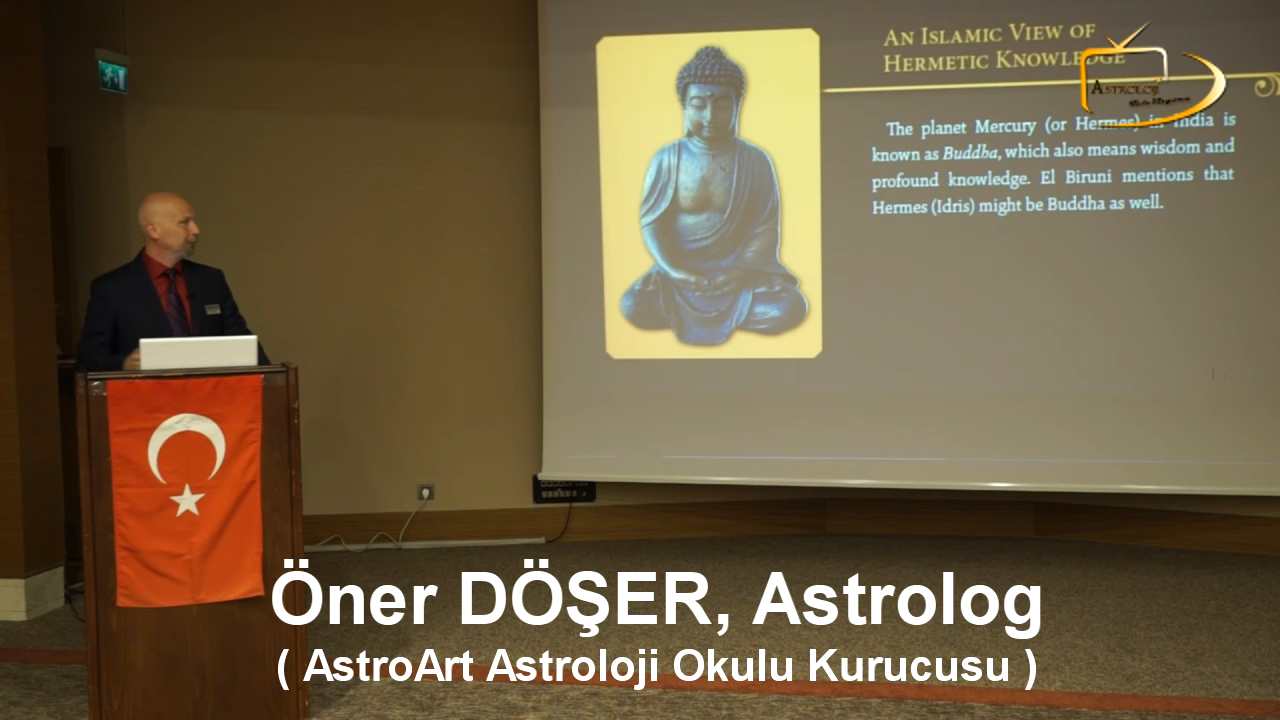 AN ISLAMIC VIEW OF
HERMETIC KNOWLEDGE
ASTROLOJİ
The planet Mercury (or Hermes) in India is
known as Buddha, which also means wisdom and
profound knowledge. El Biruni mentions that
Hermes (Idris) might be Buddha as well.
Öner DÖŞER, Astrolog
( AstroArt Astroloji Okulu Kurucusu )